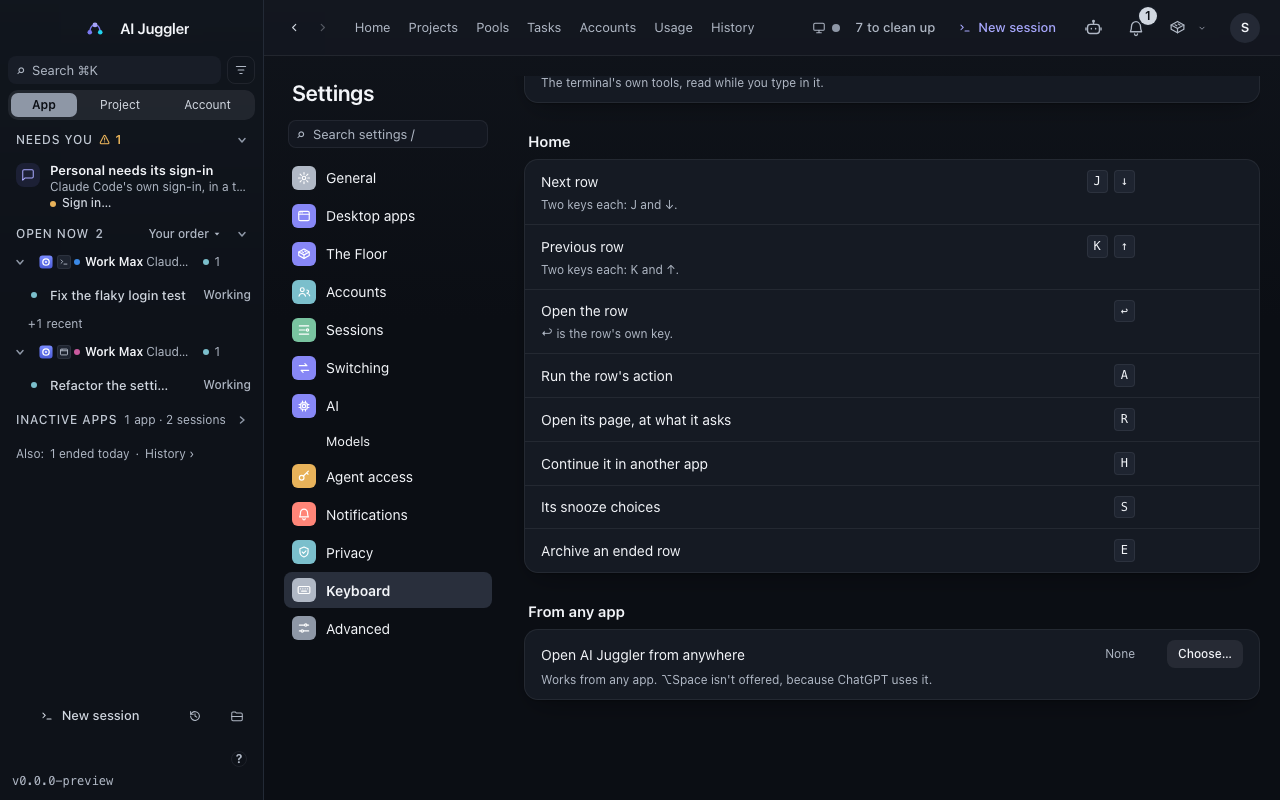 AI Juggler
Search ⌘K
App Project Account
NEEDS YOU 1
Personal needs its sign-in
Claude Code's own sign-in, in a t…
Sign in…
OPEN NOW 2 Your order
Work Max Claud… 1
Fix the flaky login test Working
+1 recent
Work Max Claud… 1
Refactor the setti… Working
INACTIVE APPS 1 app · 2 sessions
Also: 1 ended today · History ›
New session
?
v0.0.0-preview
Home Projects Pools Tasks Accounts Usage History
7 to clean up
New session
1
S
Settings
Search settings /
General
Desktop apps
The Floor
Accounts
Sessions
Switching
AI
Models
Agent access
Notifications
Privacy
Keyboard
Advanced
The terminal's own tools, read while you type in it.
Home
Next row J ↓
Two keys each: J and ↓.
Previous row K ↑
Two keys each: K and ↑.
Open the row ↩
↩ is the row's own key.
Run the row's action A
Open its page, at what it asks R
Continue it in another app H
Its snooze choices S
Archive an ended row E
From any app
Open AI Juggler from anywhere None Choose…
Works from any app. ⌥Space isn't offered, because ChatGPT uses it.